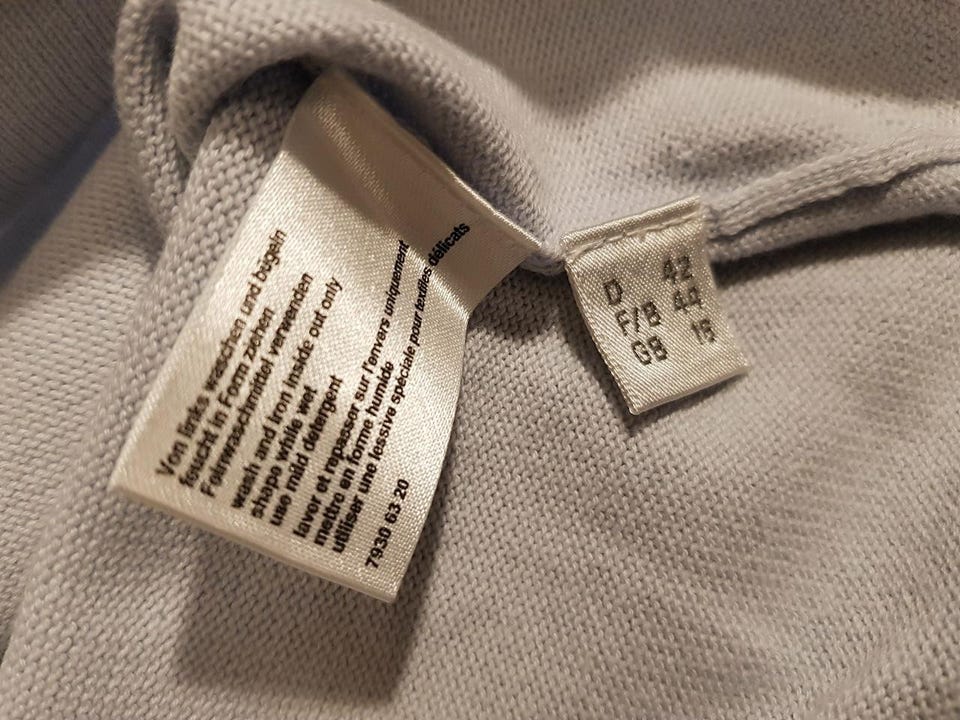 Von links waschen und bügeln
feucht in Form ziehen
Feinwaschmittel verwenden
wash and iron inside out only
shape while wet
use mild detergent
laver et repasser sur l'envers uniquement
mettre en forme humide
utiliser une lessive spéciale pour textiles délicats
7930 63 20
D 42
F/B 44
GB 16